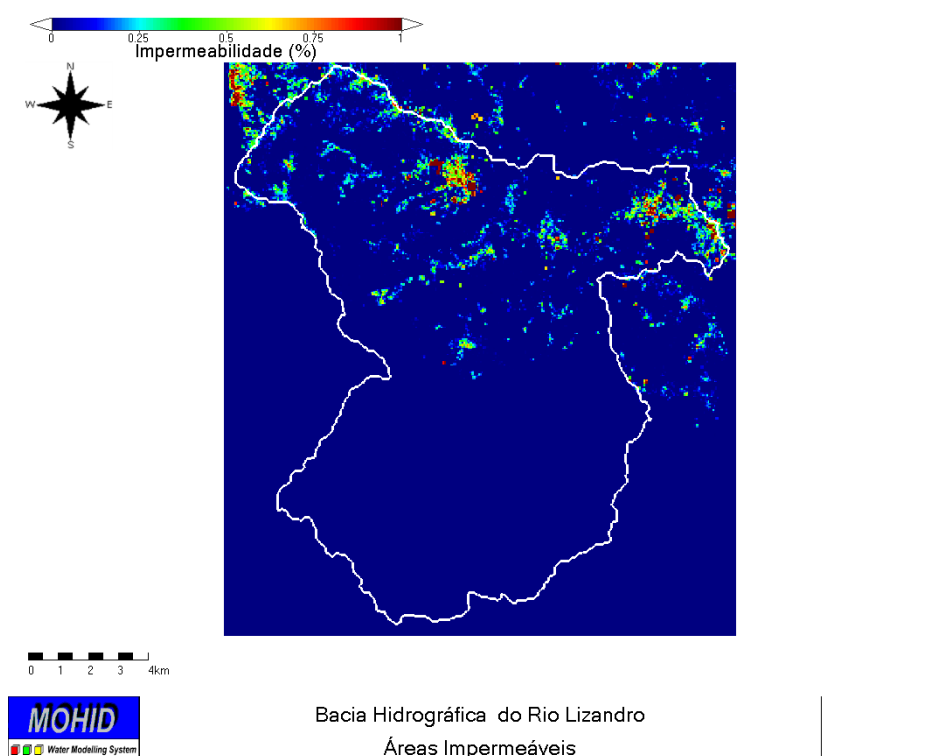 0 0.25 0.5 0.75 1
Impermeabilidade (%)
N
W E
S
0 1 2 3 4km
MOHID
Water Modelling System
Bacia Hidrográfica do Rio Lizandro
Áreas Impermeáveis